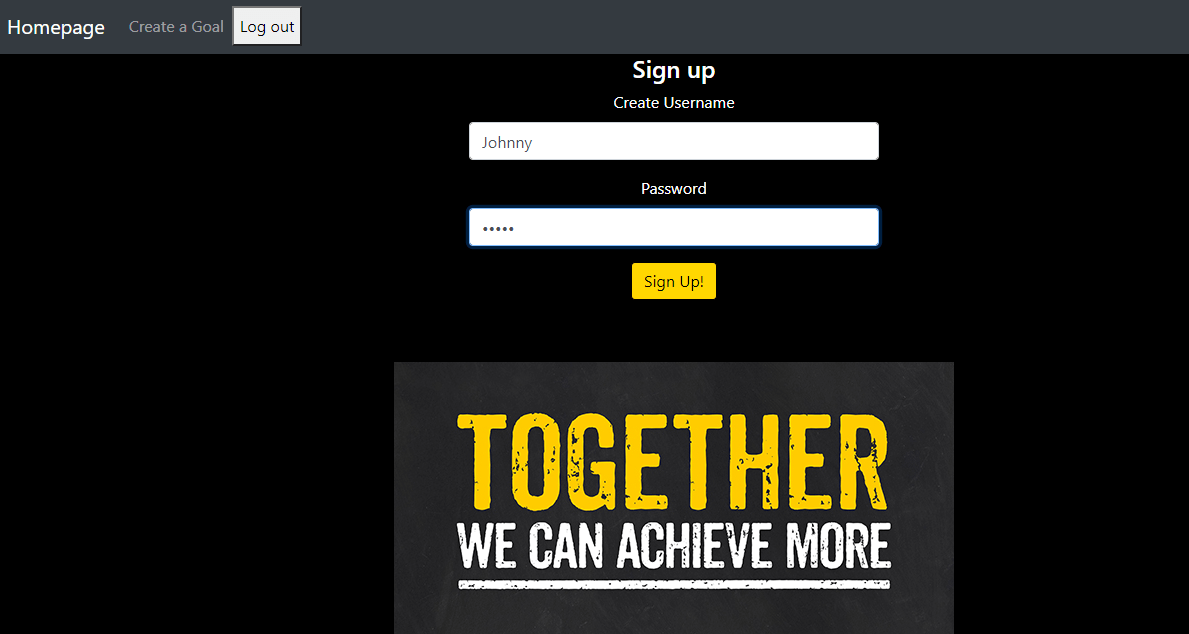 Homepage Create a Goal Log out
Sign up
Create Username
Johnny
Password
•••••
Sign Up!
TOGETHER
WE CAN ACHIEVE MORE